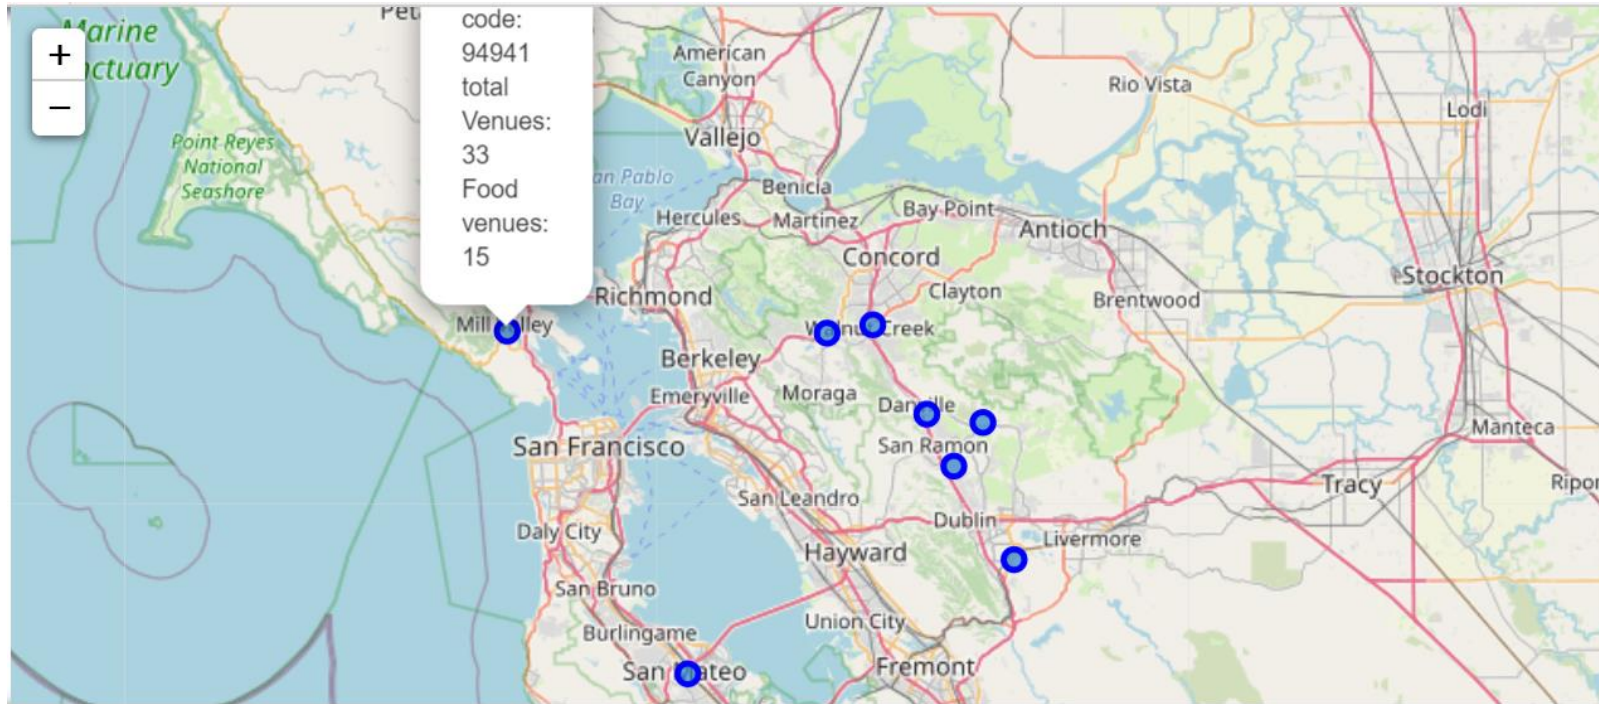 Marine
Sanctuary
+
−
code:
94941
total
Venues:
33
Food
venues:
15
American
Canyon
Rio Vista
Lodi
Vallejo
Point Reyes
National
Seashore
San Pablo
Bay
Benicia
Hercules
Martinez
Bay Point
Antioch
Concord
Stockton
Richmond
Clayton
Brentwood
Mill Valley
Walnut Creek
Berkeley
Emeryville
Moraga
Danville
San Ramon
Manteca
San Francisco
San Leandro
Tracy
Dublin
Daly City
Livermore
Hayward
San Bruno
Union City
Burlingame
San Mateo
Fremont